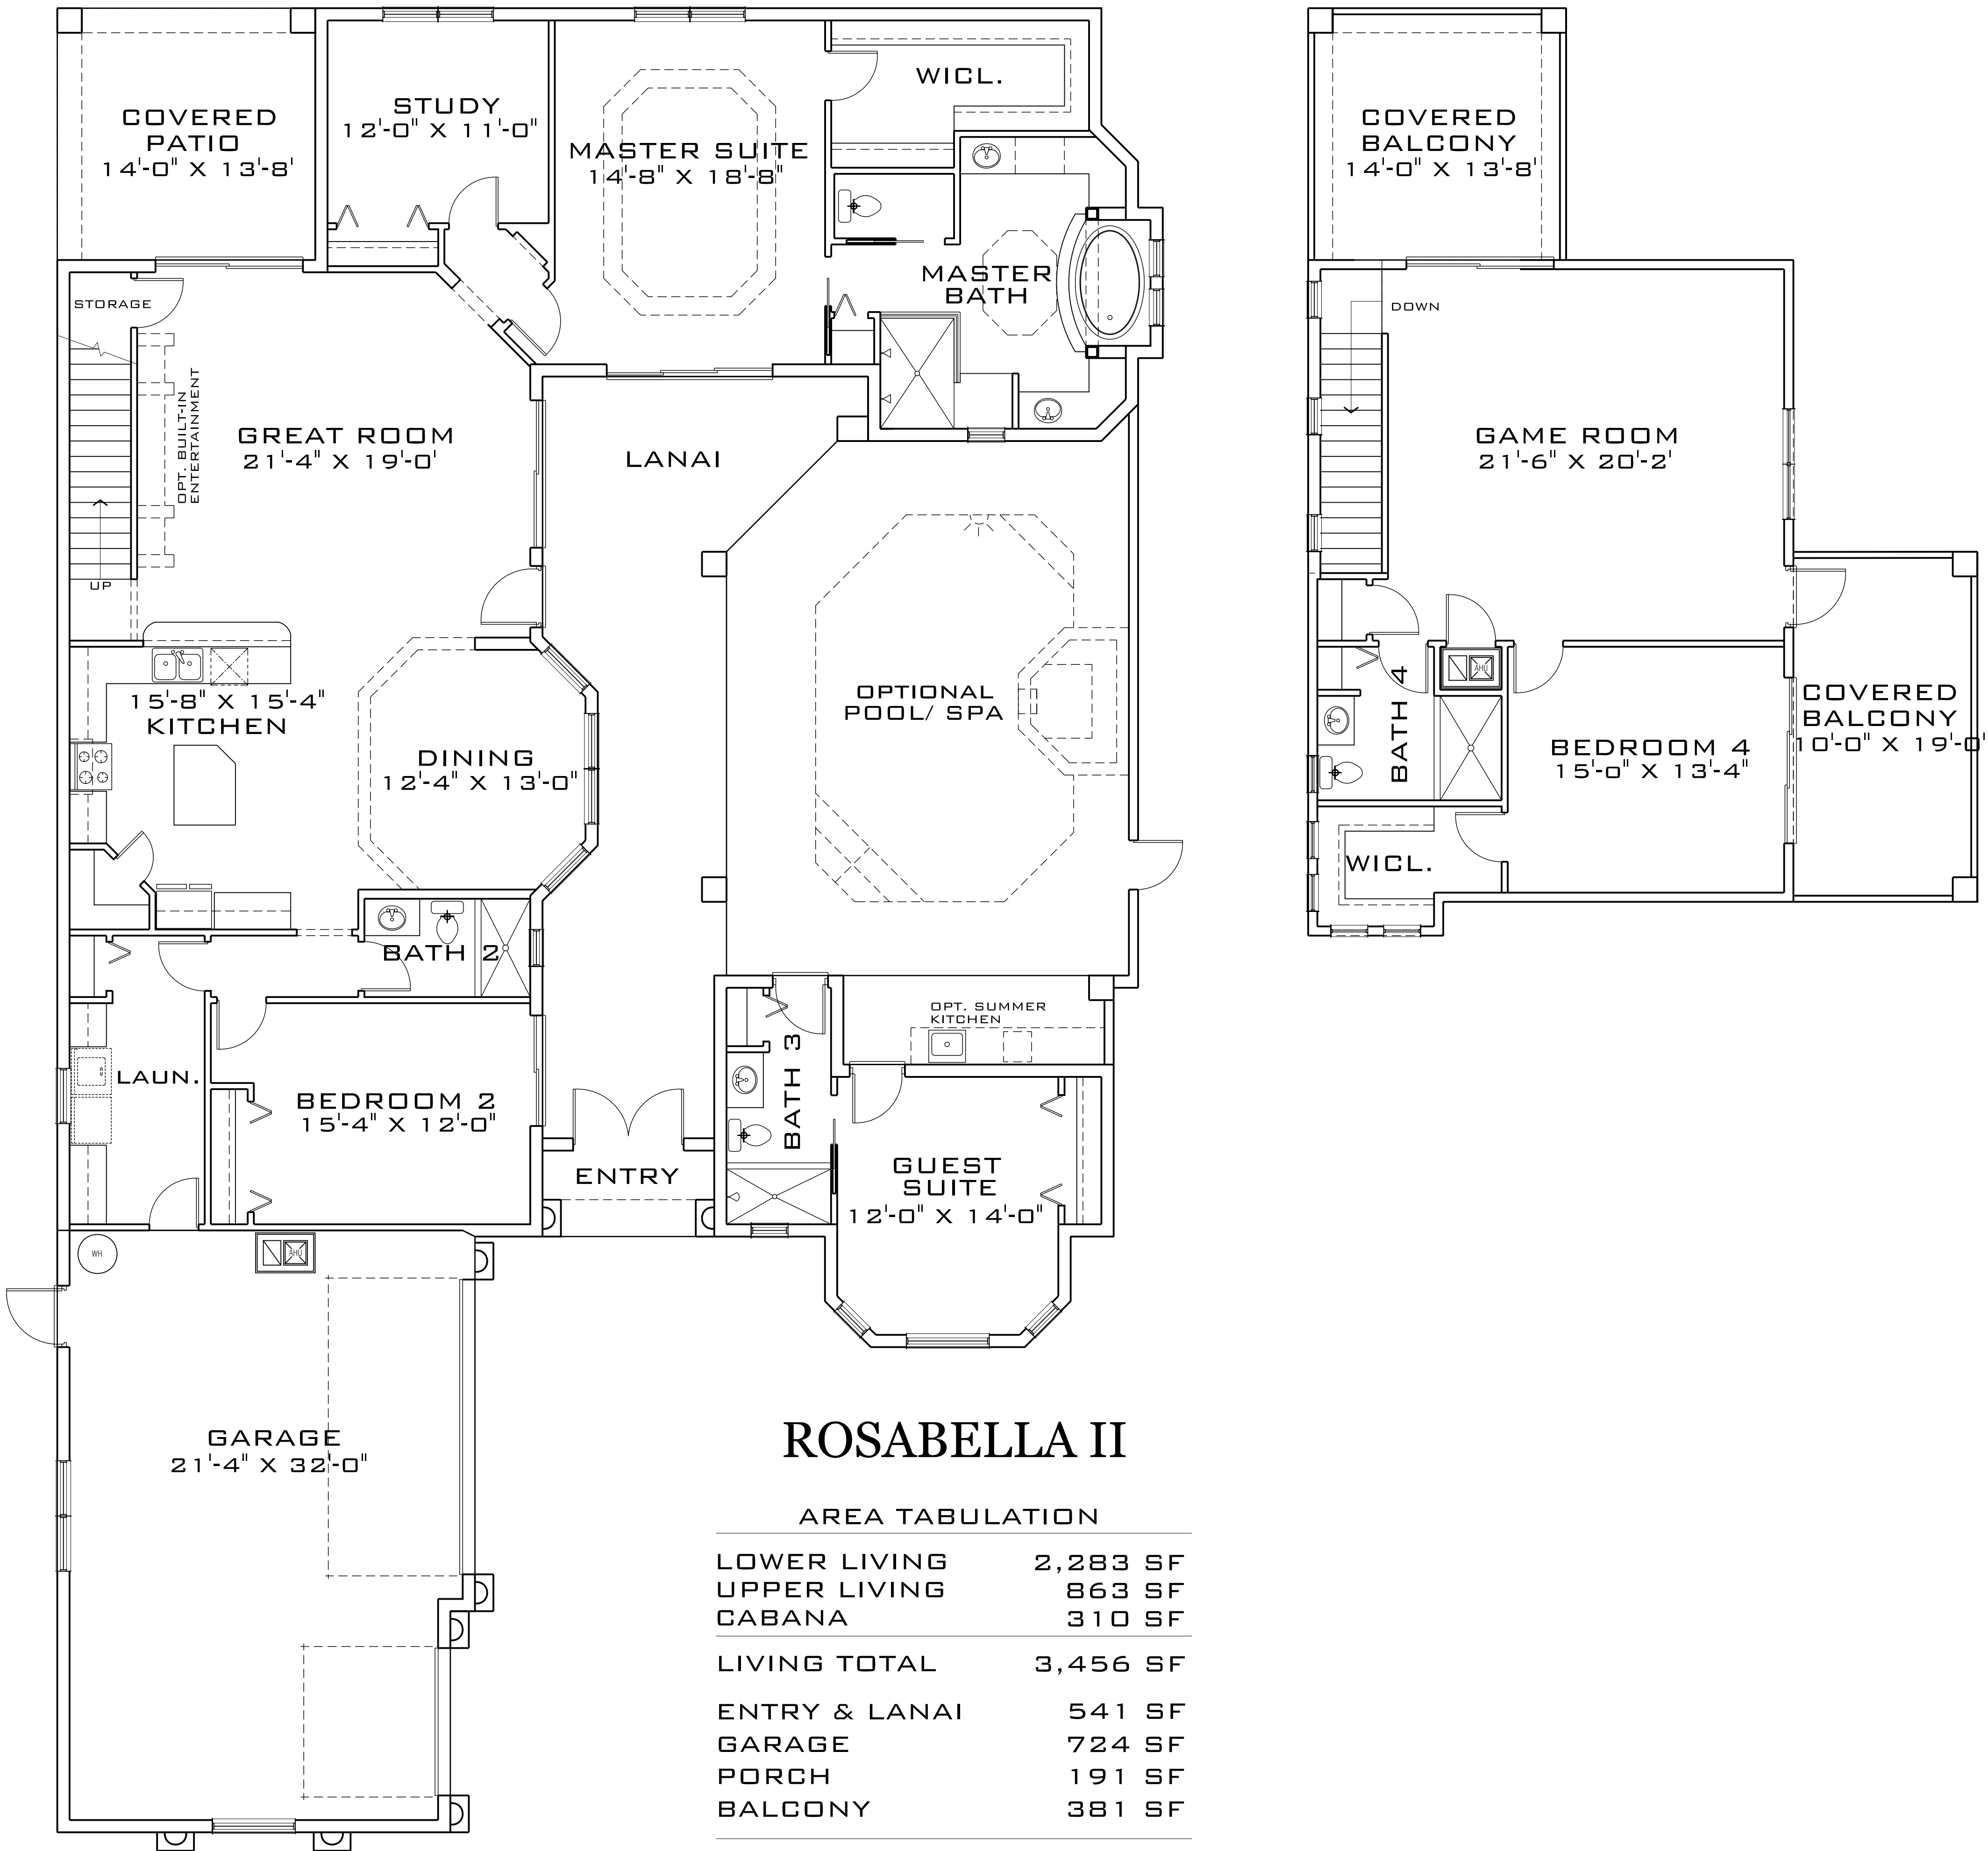 COVERED
PATIO
14'-0" X 13'-8'
STUDY
12'-0" X 11'-0"
MASTER SUITE
14'-8" X 18'-8"
WICL.
MASTER
BATH
STORAGE
OPT. BUILT-IN
ENTERTAINMENT
GREAT ROOM
21'-4" X 19'-0'
LANAI
UP
15'-8" X 15'-4"
KITCHEN
DINING
12'-4" X 13'-0"
OPTIONAL
POOL/ SPA
BATH 2
OPT. SUMMER
KITCHEN
LAUN.
BEDROOM 2
15'-4" X 12'-0"
BATH 3
ENTRY
GUEST
SUITE
12'-0" X 14'-0"
WH
AHU
GARAGE
21'-4" X 32'-0"
COVERED
BALCONY
14'-0" X 13'-8'
DOWN
GAME ROOM
21'-6" X 20'-2'
AHU
BATH 4
COVERED
BALCONY
10'-0" X 19'-0'
BEDROOM 4
15'-0" X 13'-4"
WICL.
ROSABELLA II
AREA TABULATION
LOWER LIVING 2,283 SF
UPPER LIVING 863 SF
CABANA 310 SF
LIVING TOTAL 3,456 SF
ENTRY & LANAI 541 SF
GARAGE 724 SF
PORCH 191 SF
BALCONY 381 SF